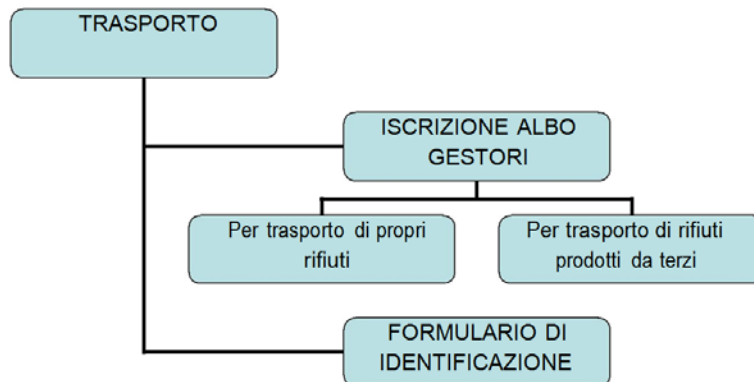 TRASPORTO
ISCRIZIONE ALBO
GESTORI
Per trasporto di propri
rifiuti
Per trasporto di rifiuti
prodotti da terzi
FORMULARIO DI
IDENTIFICAZIONE